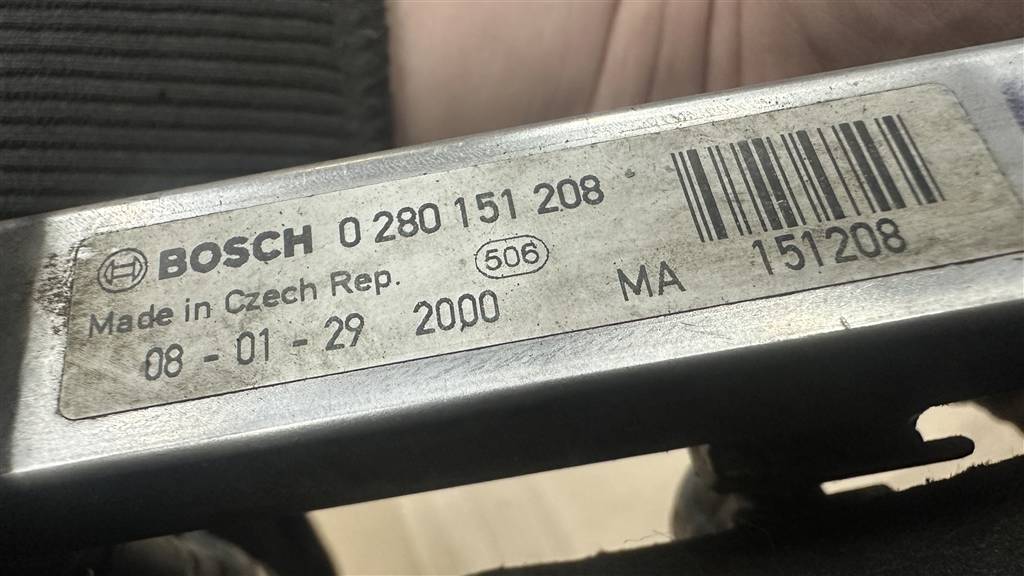 BOSCH 0 280 151 208
Made in Czech Rep. 506
08 - 01 - 29 2000 MA 151208